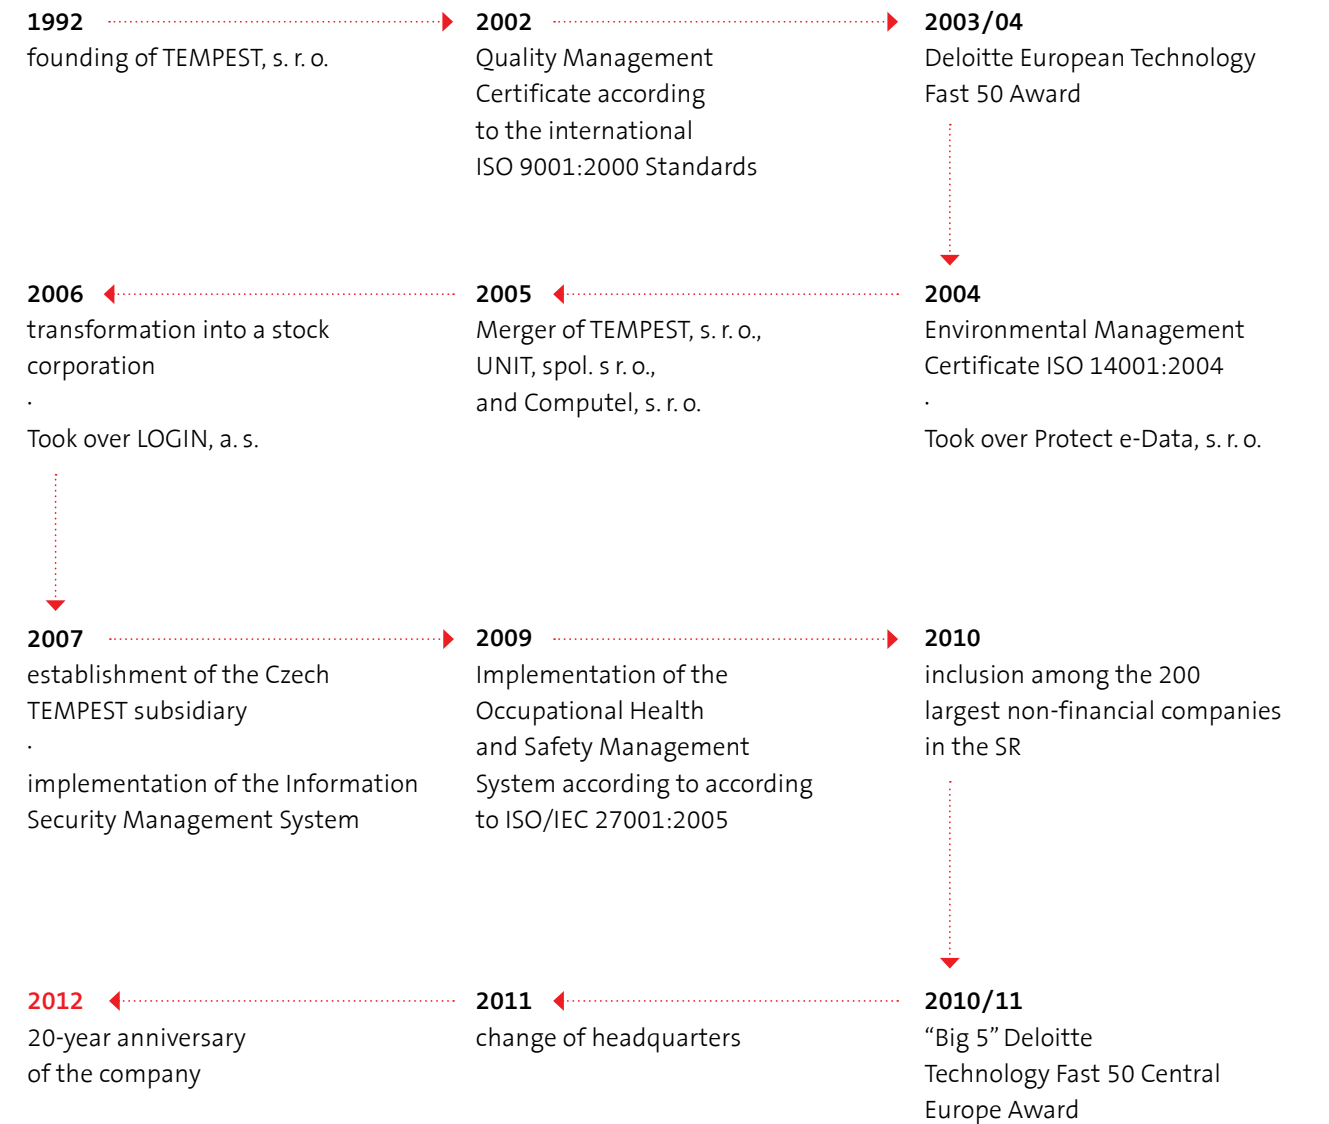 1992
founding of TEMPEST, s. r. o.
2002
Quality Management
Certificate according
to the international
ISO 9001:2000 Standards
2003/04
Deloitte European Technology
Fast 50 Award
2004
Environmental Management
Certificate ISO 14001:2004
·
Took over Protect e-Data, s. r. o.
2005
Merger of TEMPEST, s. r. o.,
UNIT, spol. s r. o.,
and Computel, s. r. o.
2006
transformation into a stock
corporation
·
Took over LOGIN, a. s.
2007
establishment of the Czech
TEMPEST subsidiary
·
implementation of the Information
Security Management System
2009
Implementation of the
Occupational Health
and Safety Management
System according to according
to ISO/IEC 27001:2005
2010
inclusion among the 200
largest non-financial companies
in the SR
2010/11
“Big 5” Deloitte
Technology Fast 50 Central
Europe Award
2011
change of headquarters
2012
20-year anniversary
of the company